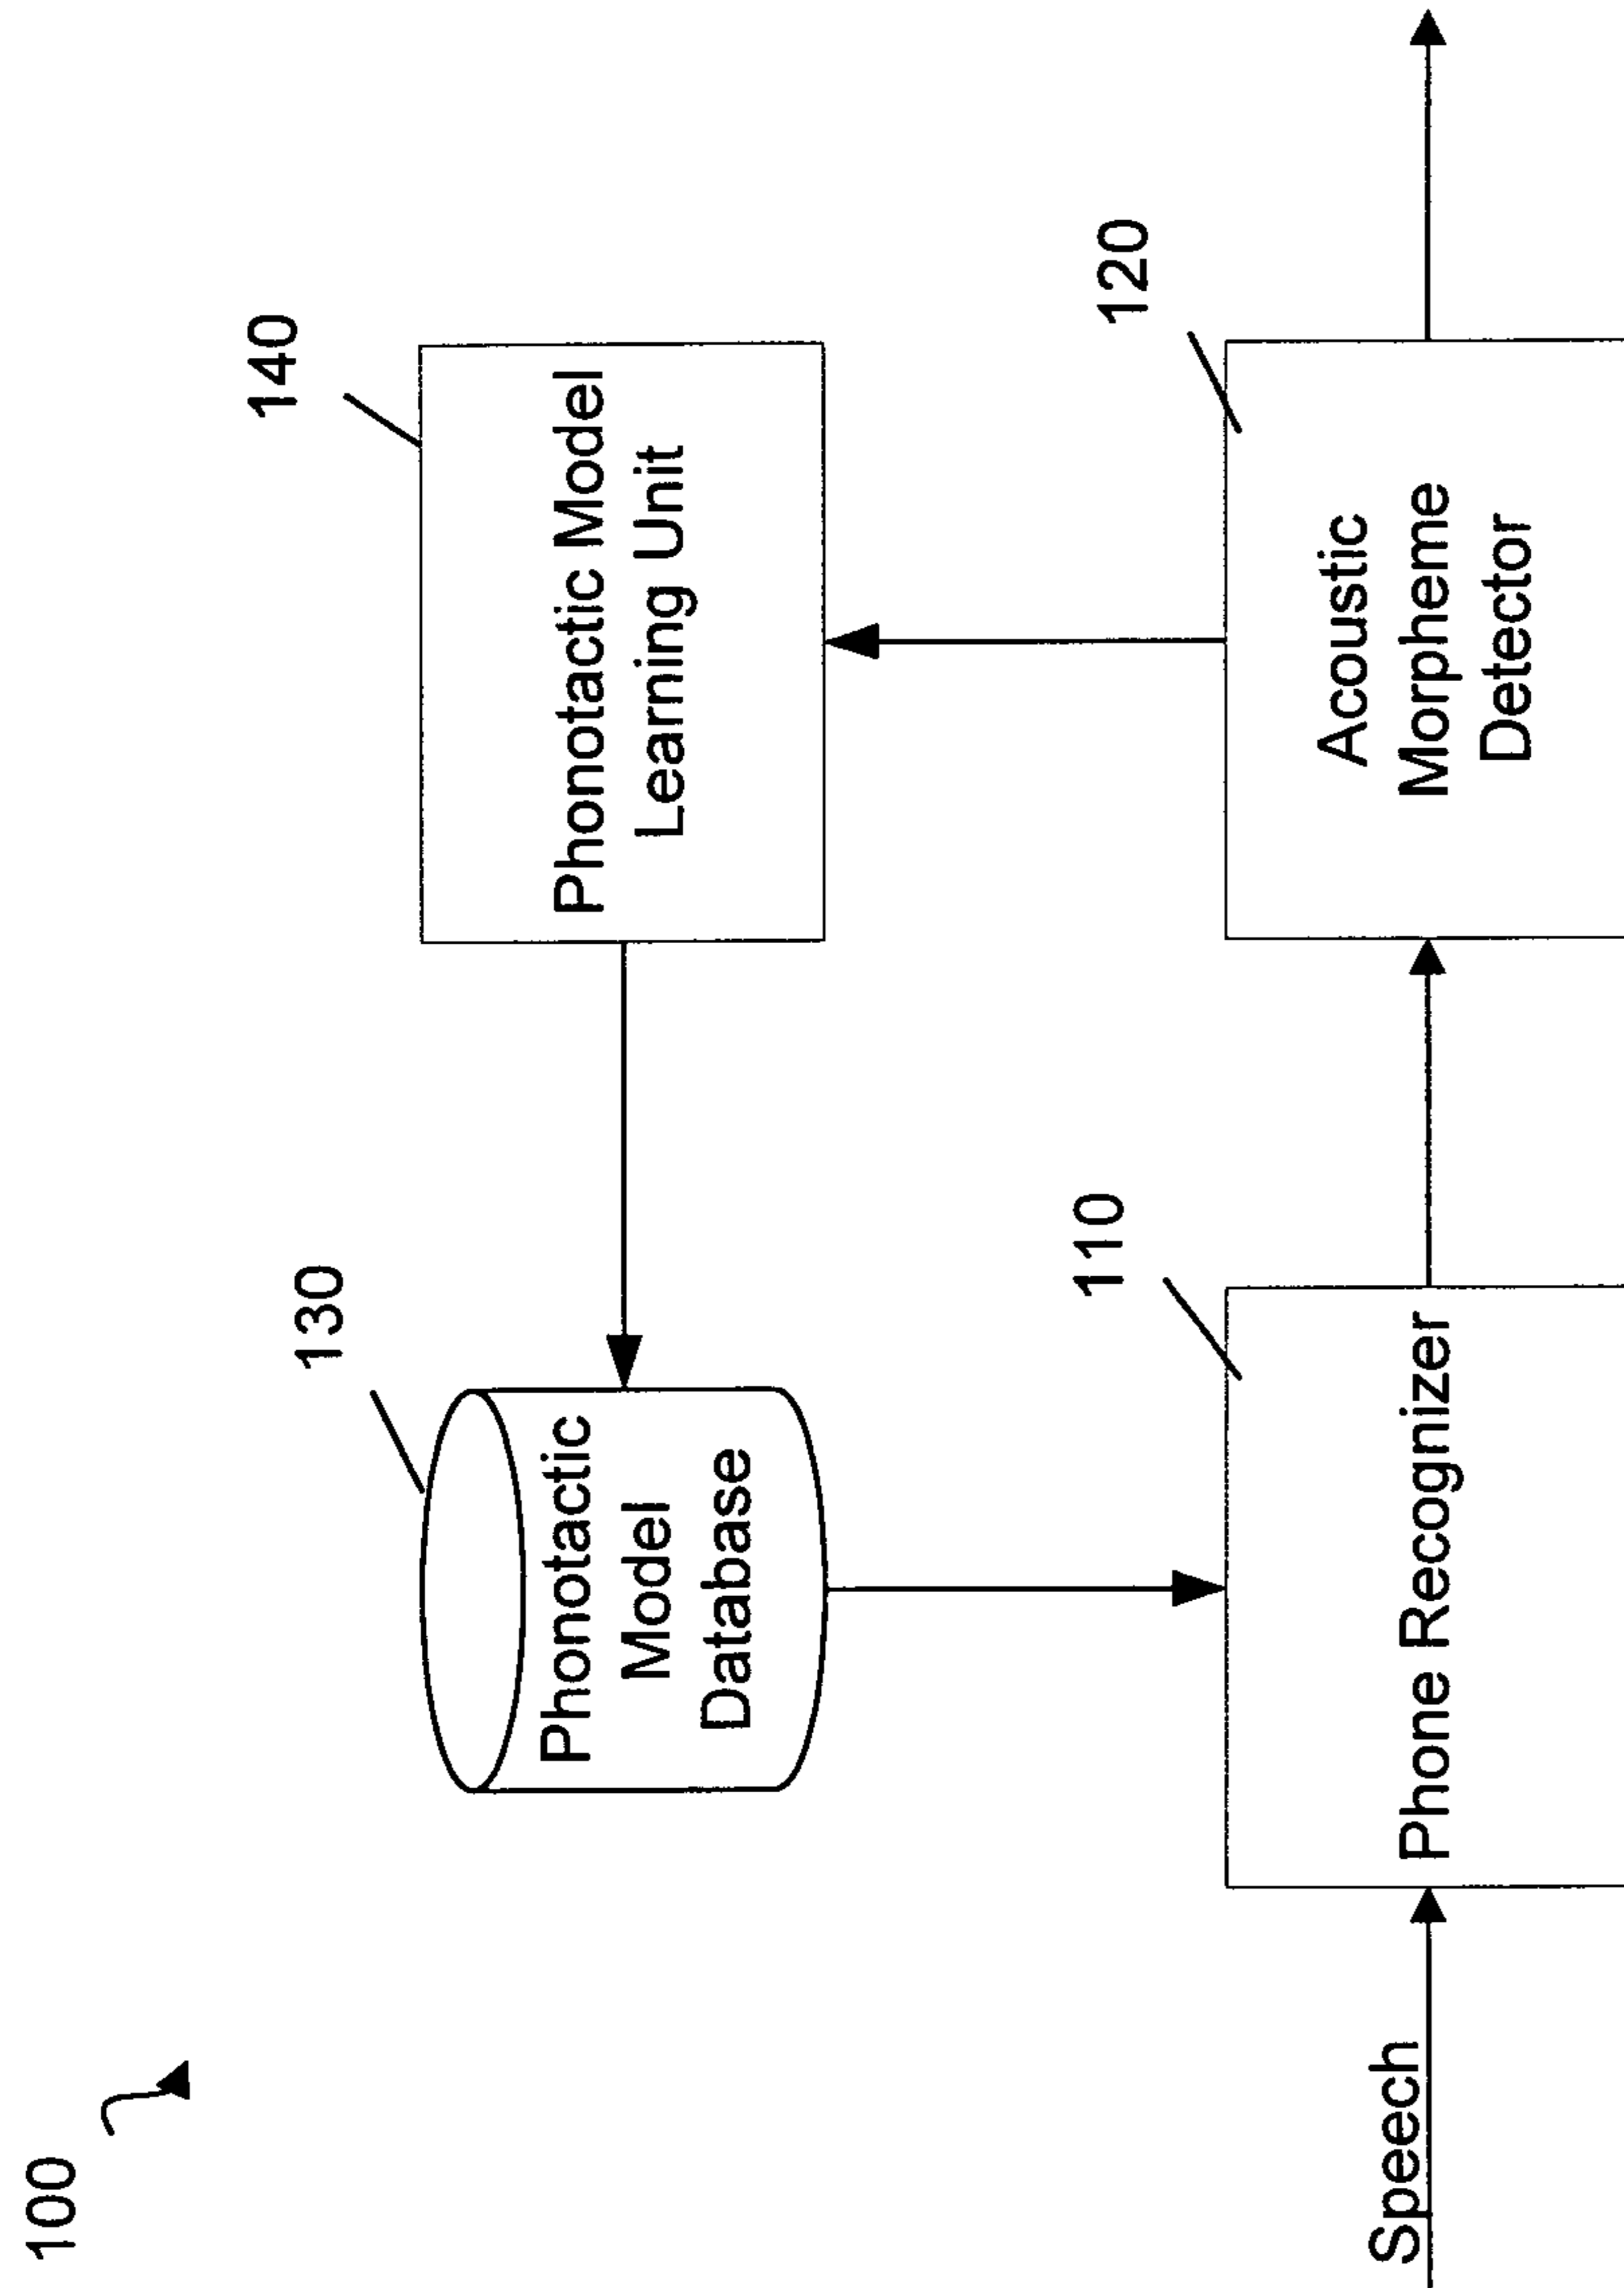 100
130
140
Phonotactic
Model
Database
Phonotactic Model
Learning Unit
110
120
Speech
Phone Recognizer
Acoustic
Morpheme
Detector